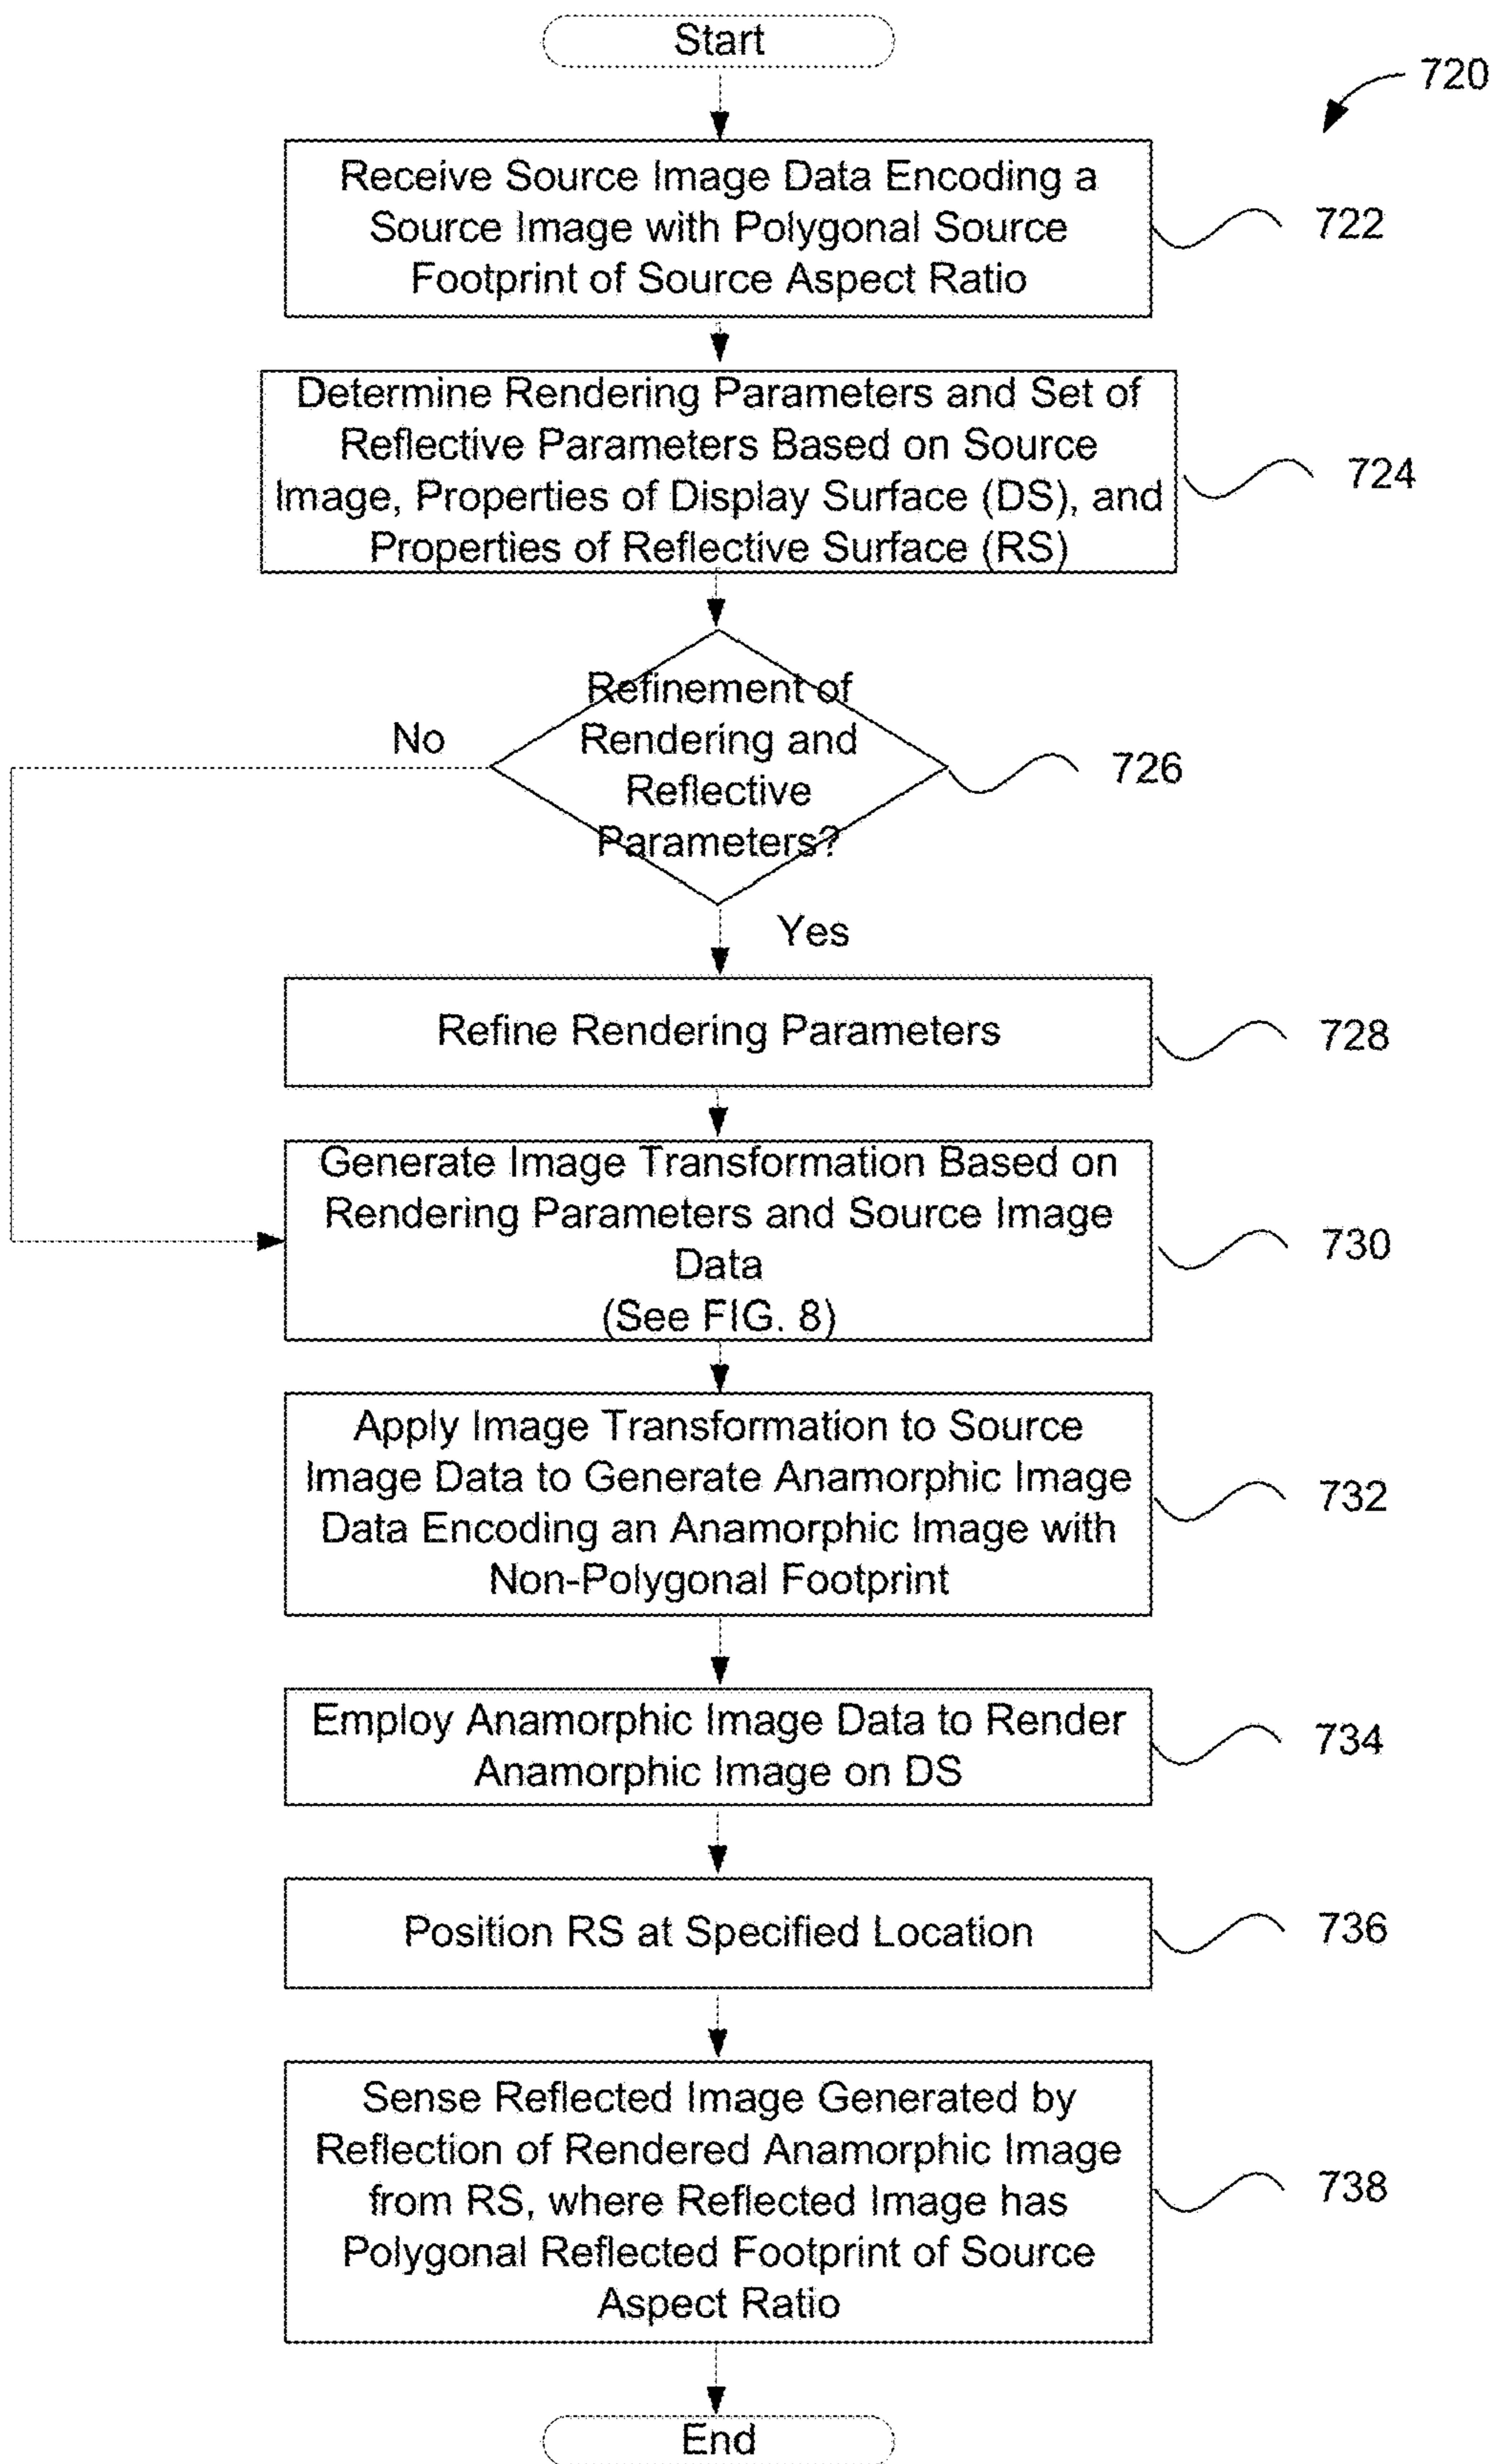 Start
720
Receive Source Image Data Encoding a
Source Image with Polygonal Source
Footprint of Source Aspect Ratio
722
Determine Rendering Parameters and Set of
Reflective Parameters Based on Source
Image, Properties of Display Surface (DS), and
Properties of Reflective Surface (RS)
724
Refinement of
Rendering and
Reflective
Parameters?
No
726
Yes
Refine Rendering Parameters
728
Generate Image Transformation Based on
Rendering Parameters and Source Image
Data
(See FIG. 8)
730
Apply Image Transformation to Source
Image Data to Generate Anamorphic Image
Data Encoding an Anamorphic Image with
Non-Polygonal Footprint
732
Employ Anamorphic Image Data to Render
Anamorphic Image on DS
734
Position RS at Specified Location
736
Sense Reflected Image Generated by
Reflection of Rendered Anamorphic Image
from RS, where Reflected Image has
Polygonal Reflected Footprint of Source
Aspect Ratio
738
End